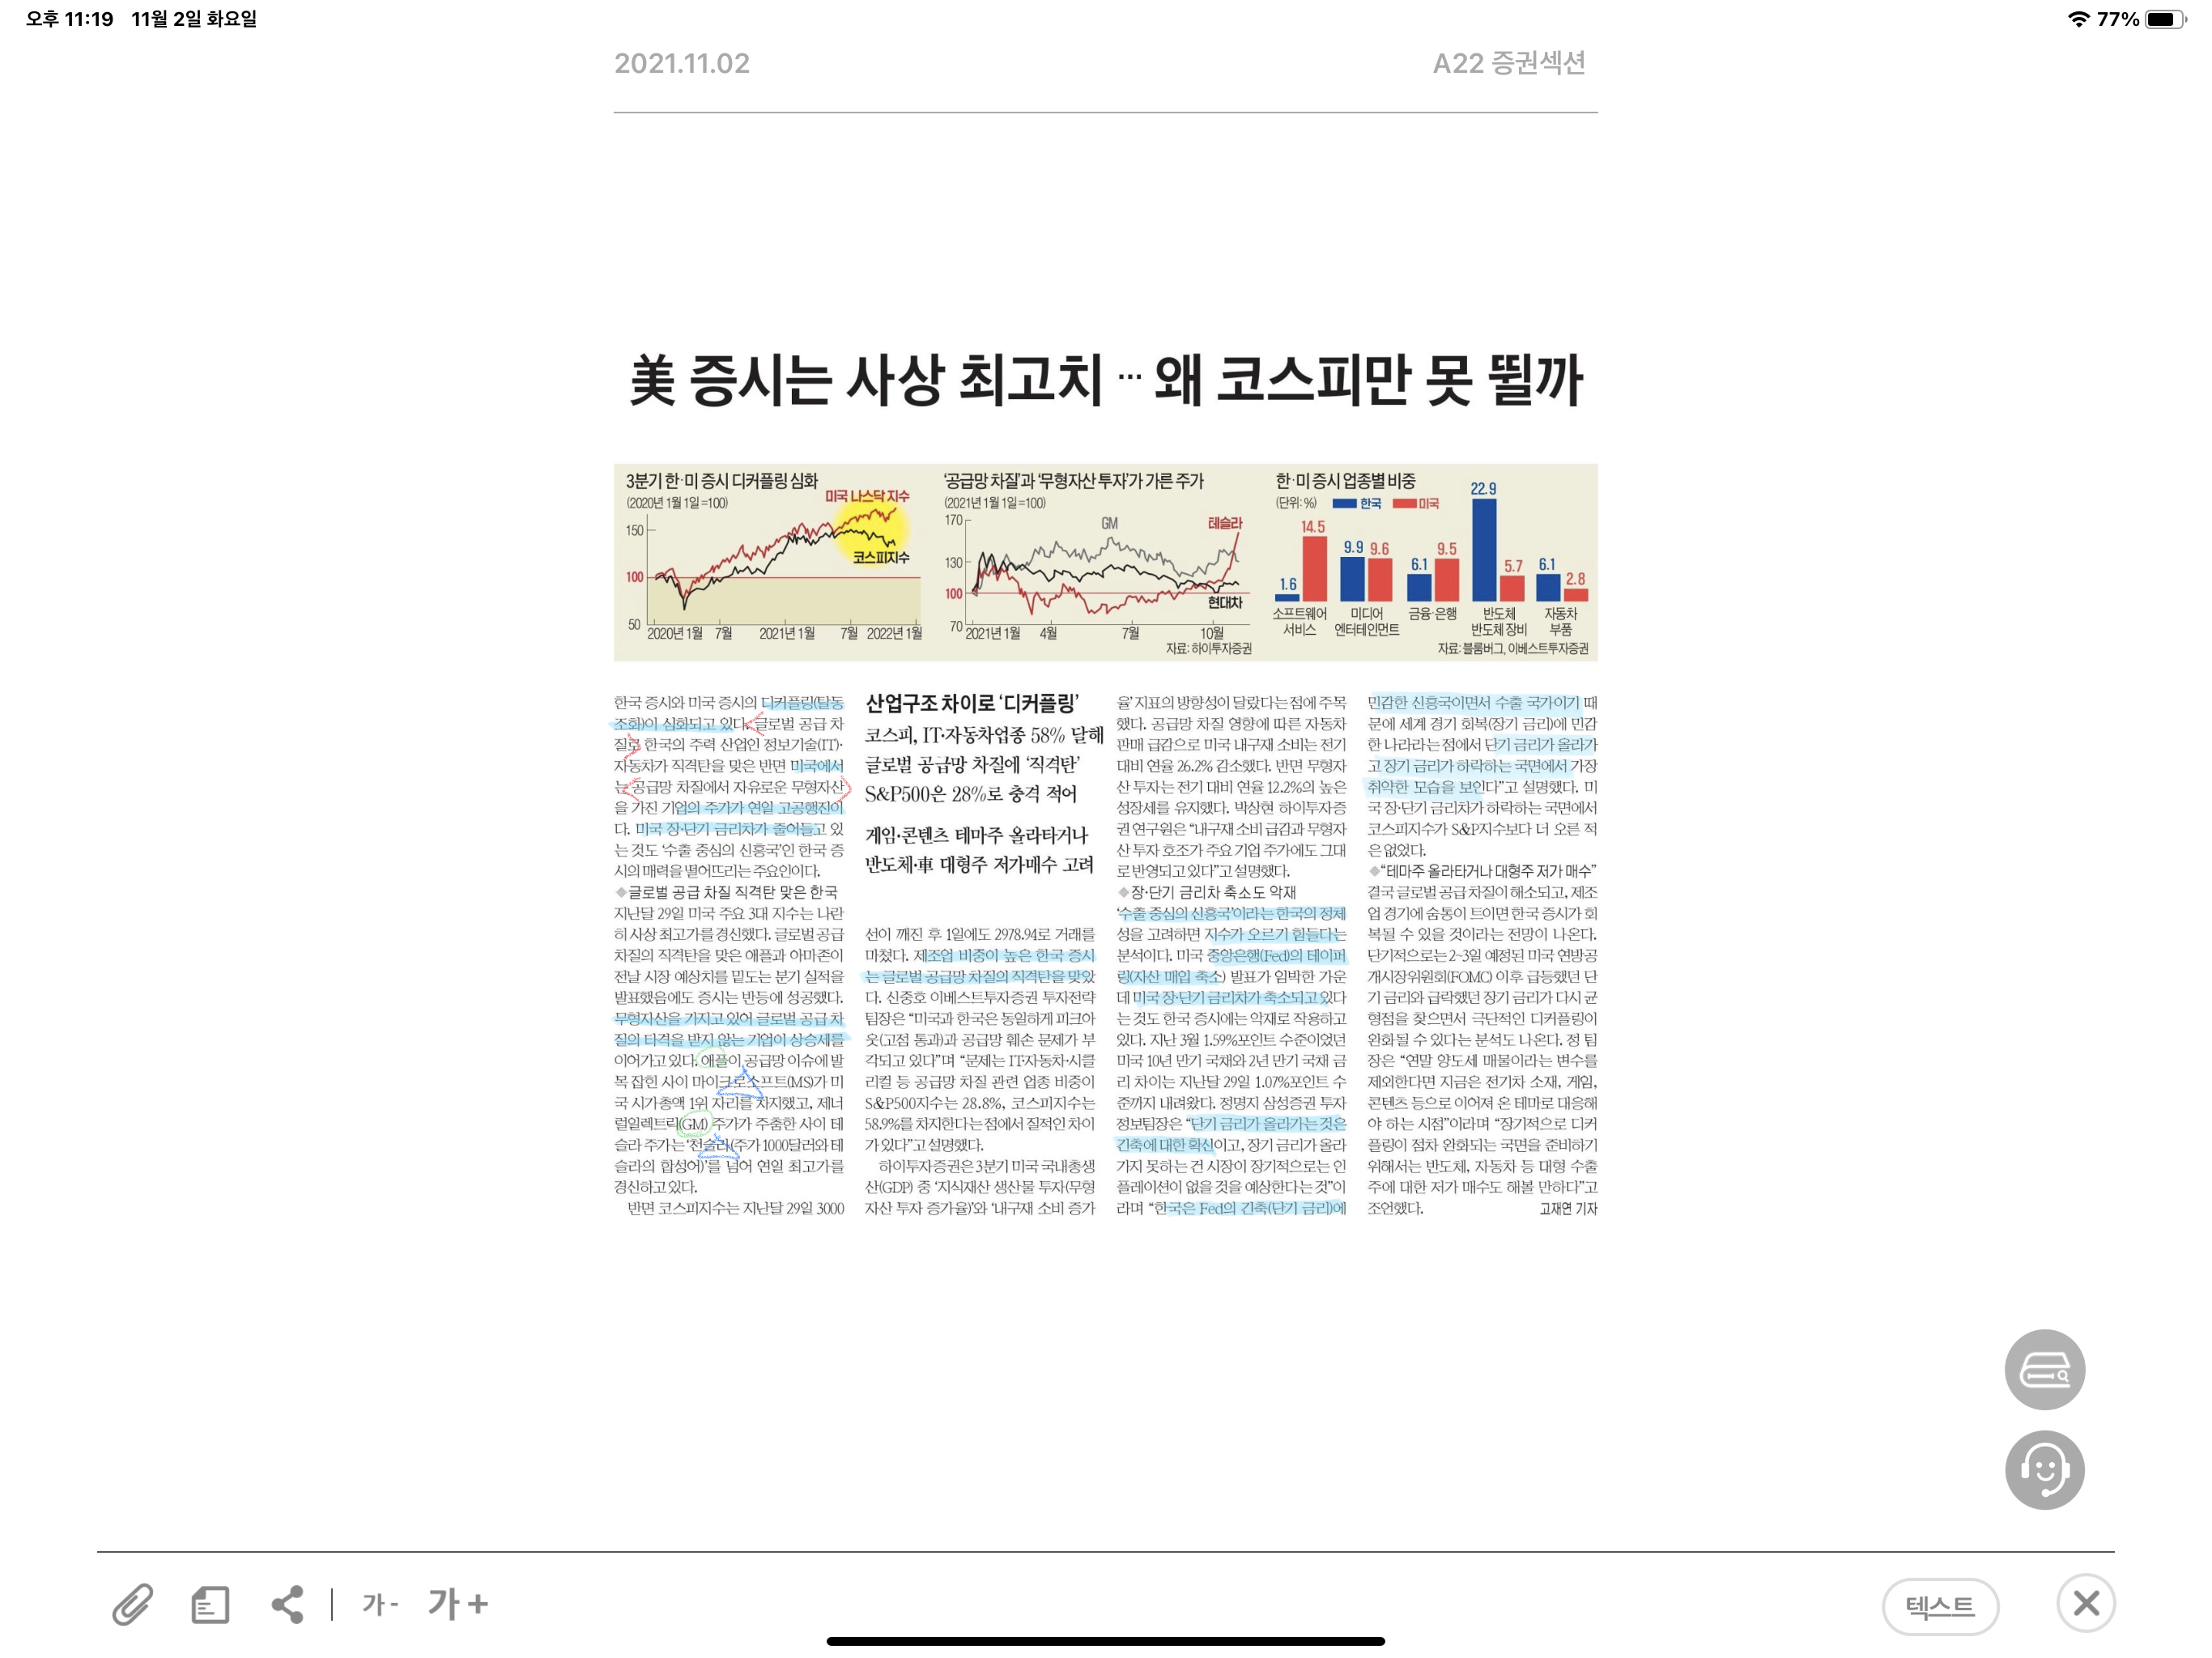 오후 11:19 11월 2일 화요일
77%
2021.11.02
A22 증권섹션
美 증시는 사상 최고치 … 왜 코스피만 못 뛸까
3분기 한·미 증시 디커플링 심화
(2020년 1월 1일=100)
미국 나스닥 지수
코스피지수
150
100
50
2020년 1월 7월 2021년 1월 7월 2022년 1월
‘공급망 차질’과 ‘무형자산 투자’가 가른 주가
(2021년 1월 1일=100)
170
130
100
70
GM
테슬라
현대차
2021년 1월 4월 7월 10월
자료: 하이투자증권
한·미 증시 업종별 비중
(단위: %) 한국 미국
1.6 14.5
9.9 9.6
6.1 9.5
22.9 5.7
6.1 2.8
소프트웨어 미디어 금융·은행 반도체 자동차
서비스 엔터테인먼트 반도체 장비 부품
자료: 블룸버그, 이베스트투자증권
한국 증시와 미국 증시의 디커플링(탈동
조화)이 심화되고 있다. 글로벌 공급 차
질로 한국의 주력 산업인 정보기술(IT)·
자동차가 직격탄을 맞은 반면 미국에서
는 공급망 차질에서 자유로운 무형자산
을 가진 기업의 주가가 연일 고공행진이
다. 미국 장·단기 금리차가 줄어들고 있
는 것도 ‘수출 중심의 신흥국’인 한국 증
시의 매력을 떨어뜨리는 주요인이다.
◆글로벌 공급 차질 직격탄 맞은 한국
지난달 29일 미국 주요 3대 지수는 나란
히 사상 최고가를 경신했다. 글로벌 공급
차질의 직격탄을 맞은 애플과 아마존이
전날 시장 예상치를 밑도는 분기 실적을
발표했음에도 증시는 반등에 성공했다.
무형자산을 가지고 있어 글로벌 공급 차
질의 타격을 받지 않는 기업이 상승세를
이어가고 있다. 애플이 공급망 이슈에 발
목 잡힌 사이 마이크로소프트(MS)가 미
국 시가총액 1위 자리를 차지했고, 제너
럴일렉트릭(GM) 주가가 주춤한 사이 테
슬라 주가는 ‘천슬라(주가 1000달러와 테
슬라의 합성어)’를 넘어 연일 최고가를
경신하고 있다.
반면 코스피지수는 지난달 29일 3000
산업구조 차이로 ‘디커플링’
코스피, IT·자동차업종 58% 달해
글로벌 공급망 차질에 ‘직격탄’
S&P500은 28%로 충격 적어
게임·콘텐츠 테마주 올라타거나
반도체·車 대형주 저가매수 고려
선이 깨진 후 1일에도 2978.94로 거래를
마쳤다. 제조업 비중이 높은 한국 증시
는 글로벌 공급망 차질의 직격탄을 맞았
다. 신중호 이베스트투자증권 투자전략
팀장은 “미국과 한국은 동일하게 피크아
웃(고점 통과)과 공급망 훼손 문제가 부
각되고 있다”며 “문제는 IT·자동차·시클
리컬 등 공급망 차질 관련 업종 비중이
S&P500지수는 28.8%, 코스피지수는
58.9%를 차지한다는 점에서 질적인 차이
가 있다”고 설명했다.
하이투자증권은 3분기 미국 국내총생
산(GDP) 중 ‘지식재산 생산물 투자(무형
자산 투자 증가율)’와 ‘내구재 소비 증가
율’ 지표의 방향성이 달랐다는 점에 주목
했다. 공급망 차질 영향에 따른 자동차
판매 급감으로 미국 내구재 소비는 전기
대비 연율 26.2% 감소했다. 반면 무형자
산 투자는 전기 대비 연율 12.2%의 높은
성장세를 유지했다. 박상현 하이투자증
권 연구원은 “내구재 소비 급감과 무형자
산 투자 호조가 주요 기업 주가에도 그대
로 반영되고 있다”고 설명했다.
◆장·단기 금리차 축소도 악재
‘수출 중심의 신흥국’이라는 한국의 정체
성을 고려하면 지수가 오르기 힘들다는
분석이다. 미국 중앙은행(Fed)의 테이퍼
링(자산 매입 축소) 발표가 임박한 가운
데 미국 장·단기 금리차가 축소되고 있다
는 것도 한국 증시에는 악재로 작용하고
있다. 지난 3월 1.59%포인트 수준이었던
미국 10년 만기 국채와 2년 만기 국채 금
리 차이는 지난달 29일 1.07%포인트 수
준까지 내려왔다. 정명지 삼성증권 투자
정보팀장은 “단기 금리가 올라가는 것은
긴축에 대한 확신이고, 장기 금리가 올라
가지 못하는 건 시장이 장기적으로는 인
플레이션이 없을 것을 예상한다는 것”이
라며 “한국은 Fed의 긴축(단기 금리)에
민감한 신흥국이면서 수출 국가이기 때
문에 세계 경기 회복(장기 금리)에 민감
한 나라라는 점에서 단기 금리가 올라가
고 장기 금리가 하락하는 국면에서 가장
취약한 모습을 보인다”고 설명했다. 미
국 장·단기 금리차가 하락하는 국면에서
코스피지수가 S&P지수보다 더 오른 적
은 없었다.
◆“테마주 올라타거나 대형주 저가 매수”
결국 글로벌 공급 차질이 해소되고, 제조
업 경기에 숨통이 트이면 한국 증시가 회
복될 수 있을 것이라는 전망이 나온다.
단기적으로는 2~3일 예정된 미국 연방공
개시장위원회(FOMC) 이후 급등했던 단
기 금리와 급락했던 장기 금리가 다시 균
형점을 찾으면서 극단적인 디커플링이
완화될 수 있다는 분석도 나온다. 정 팀
장은 “연말 양도세 매물이라는 변수를
제외한다면 지금은 전기차 소재, 게임,
콘텐츠 등으로 이어져 온 테마로 대응해
야 하는 시점”이라며 “장기적으로 디커
플링이 점차 완화되는 국면을 준비하기
위해서는 반도체, 자동차 등 대형 수출
주에 대한 저가 매수도 해볼 만하다”고
조언했다. 고재연 기자
가 - 가 +
텍스트